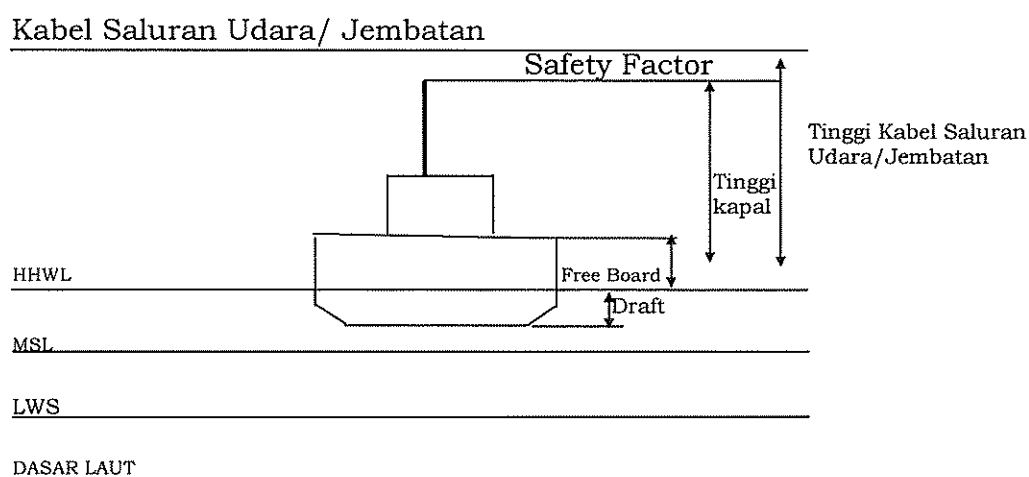 Kabel Saluran Udara/ Jembatan
Safety Factor
Tinggi Kabel Saluran
Udara/Jembatan
Tinggi
kapal
HHWL
Free Board
Draft
MSL
LWS
DASAR LAUT